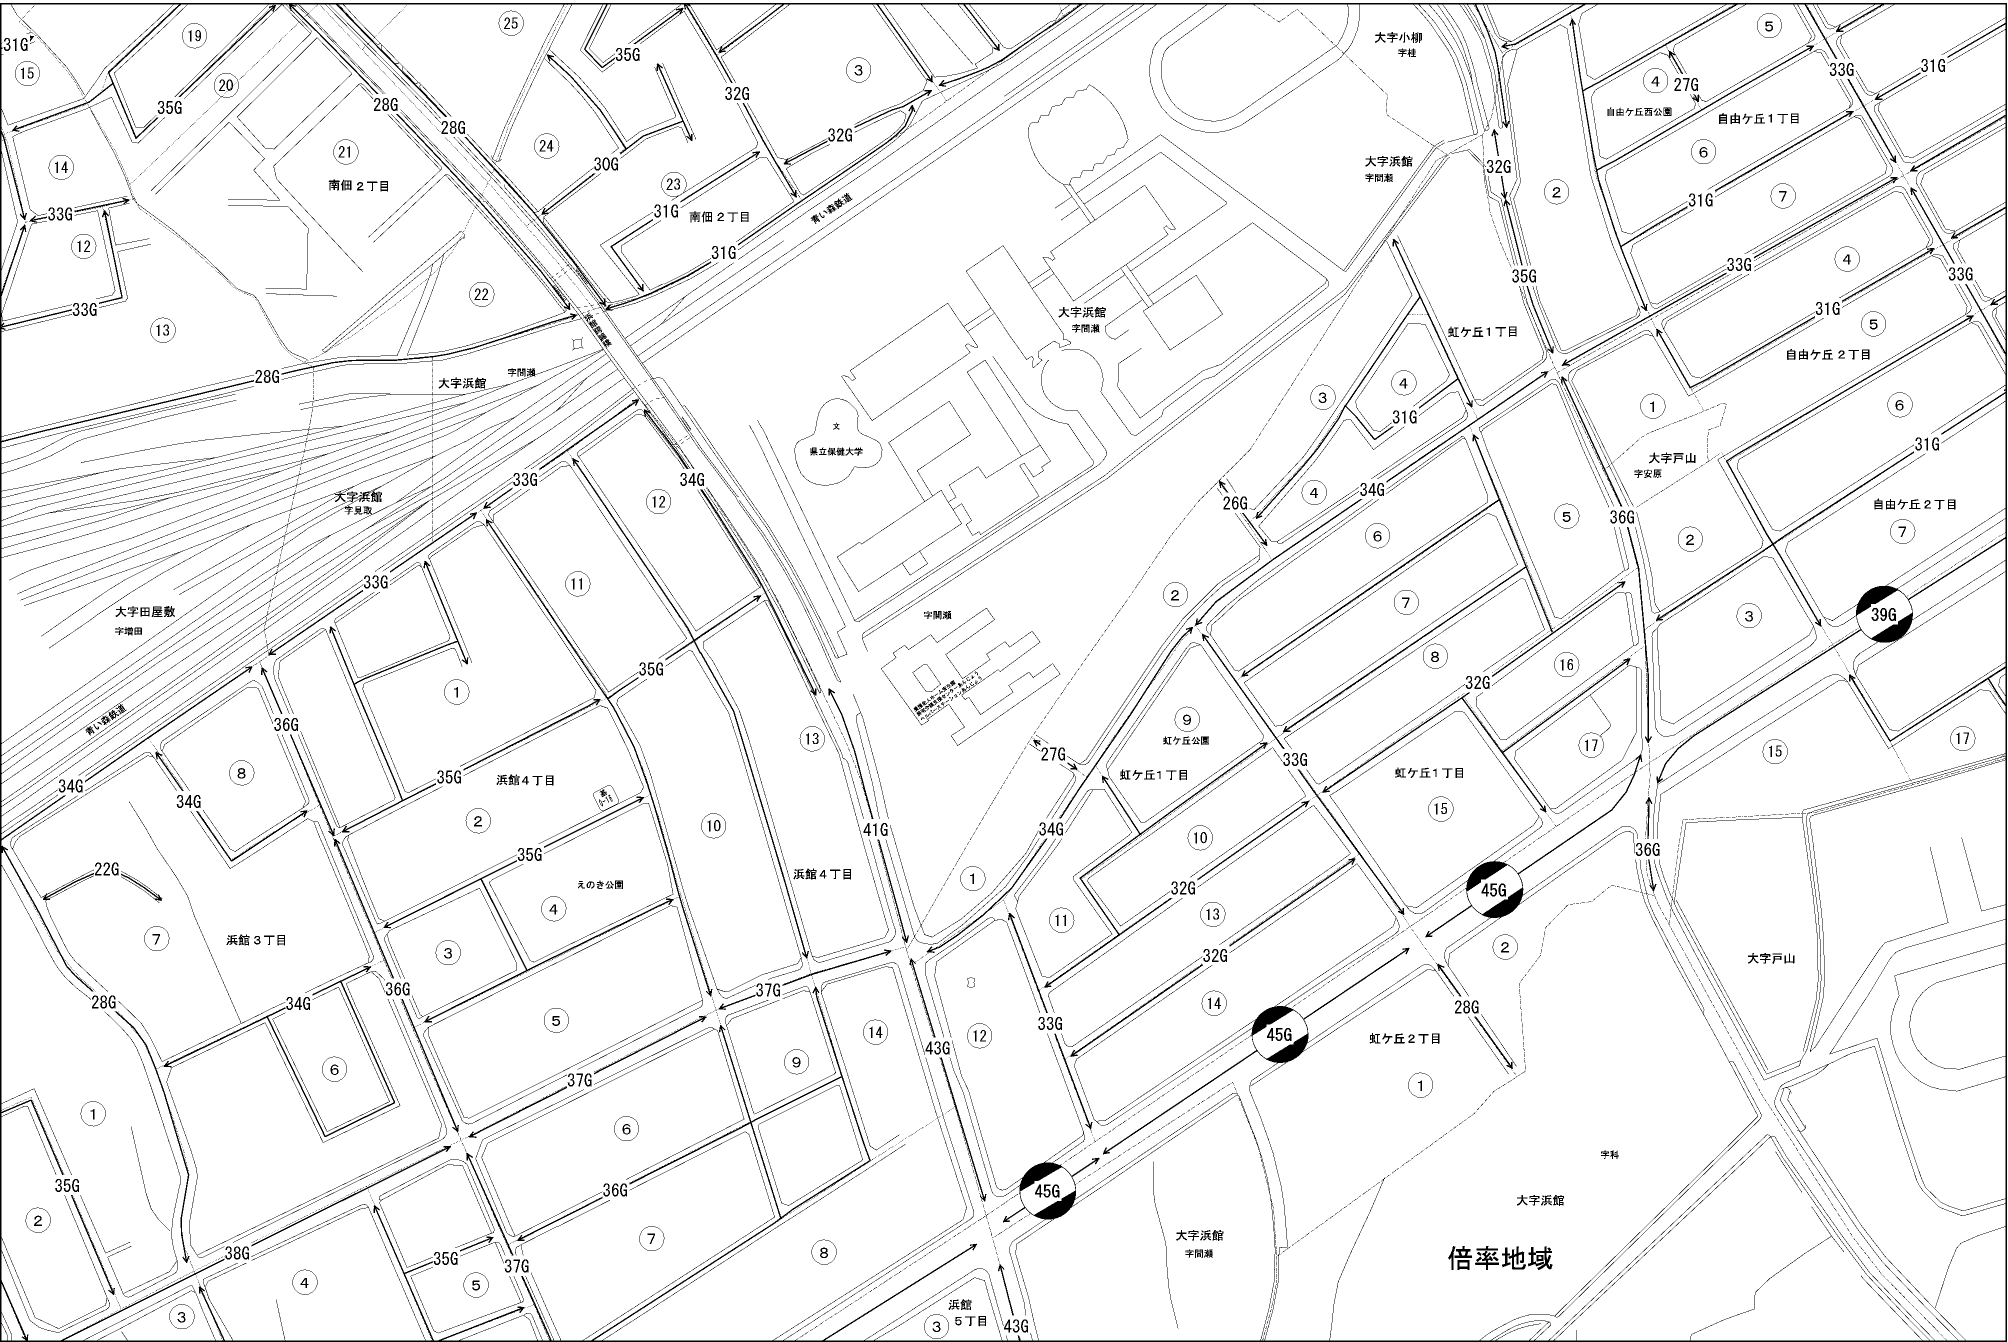 25
19
5
31G
35G
3
大字小柳
字桂
15
20
32G
33G
31G
35G
28G
4
27G
自由ケ丘西公園
28G
自由ケ丘1丁目
24
32G
21
6
14
30G
大字浜館
字間瀬
32G
南佃2丁目
23
2
31G
7
31G
33G
南佃2丁目
青い森鉄道
12
31G
4
33G
33G
35G
22
33G
31G
大字浜館
字間瀬
13
虹ケ丘1丁目
5
自由ケ丘2丁目
28G
字間瀬
大字浜館
4
3
1
6
31G
文
県立保健大学
31G
大字戸山
字安原
33G
34G
大字浜館
字見取
12
26G
4
34G
自由ケ丘2丁目
7
5
36G
2
6
33G
11
2
7
大字田屋敷
字増田
字間瀬
39G
3
8
16
35G
1
32G
青い森鉄道
36G
9
虹ケ丘公園
13
17
15
17
27G
33G
8
35G
浜館4丁目
虹ケ丘1丁目
虹ケ丘1丁目
34G
34G
2
10
41G
34G
10
15
36G
35G
22G
浜館4丁目
えのき公園
1
32G
45G
4
7
浜館3丁目
3
11
13
32G
2
大字戸山
36G
37G
28G
34G
14
28G
5
14
12
33G
43G
45G
虹ケ丘2丁目
6
9
37G
1
1
6
字科
35G
36G
45G
大字浜館
2
7
8
大字浜館
字間瀬
38G
35G
37G
倍率地域
4
5
3
浜館
5丁目
3
43G